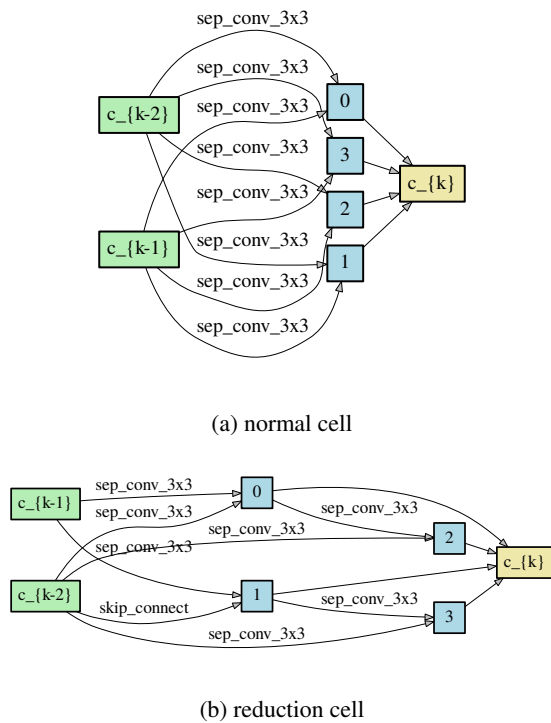 sep_conv_3x3
sep_conv_3x3
c_{k-2}
0
sep_conv_3x3
sep_conv_3x3
3
c_{k}
sep_conv_3x3
2
c_{k-1}
sep_conv_3x3
1
sep_conv_3x3
sep_conv_3x3
(a) normal cell
sep_conv_3x3
0
c_{k-1}
sep_conv_3x3
sep_conv_3x3
2
sep_conv_3x3
c_{k}
c_{k-2}
1
skip_connect
sep_conv_3x3
3
sep_conv_3x3
(b) reduction cell